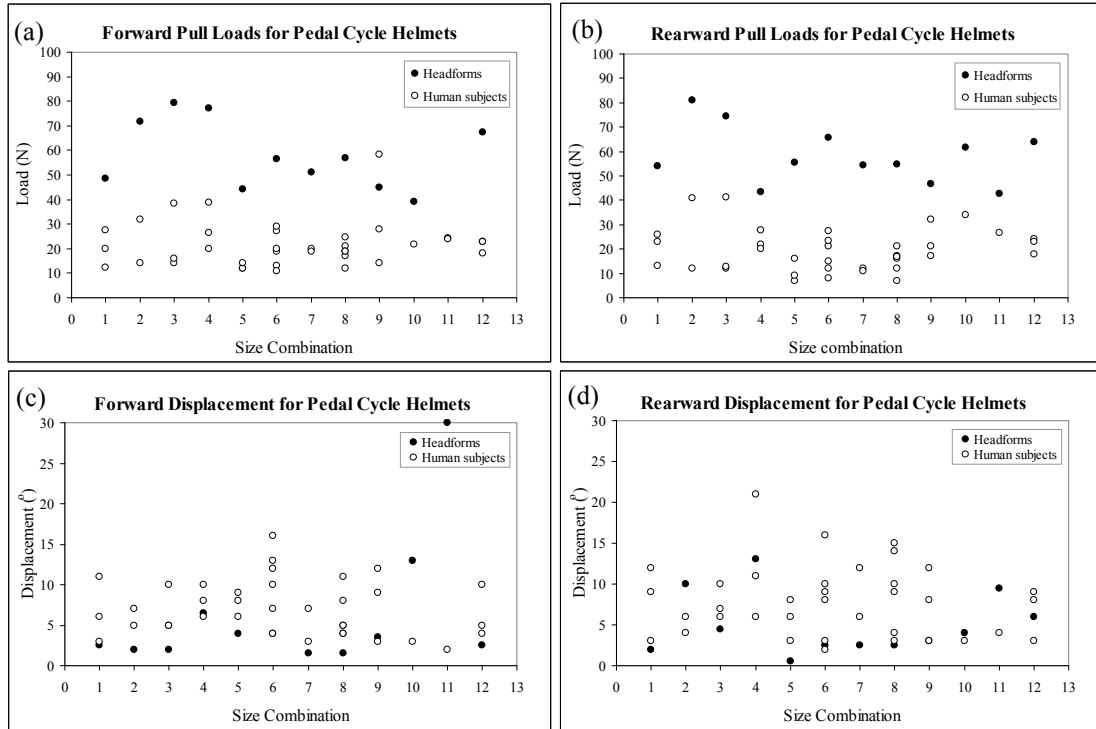 (a)
Forward Pull Loads for Pedal Cycle Helmets
100
90
80
70
60
50
40
30
20
10
0
Load (N)
Headforms
Human subjects
0 1 2 3 4 5 6 7 8 9 10 11 12 13
Size Combination
(b)
Rearward Pull Loads for Pedal Cycle Helmets
100
90
80
70
60
50
40
30
20
10
0
Load (N)
Headforms
Human subjects
0 1 2 3 4 5 6 7 8 9 10 11 12 13
Size combination
(c)
Forward Displacement for Pedal Cycle Helmets
30
25
20
15
10
5
0
Displacement (°)
Headforms
Human subjects
0 1 2 3 4 5 6 7 8 9 10 11 12 13
Size Combination
(d)
Rearward Displacement for Pedal Cycle Helmets
30
25
20
15
10
5
0
Displacement (°)
Headforms
Human subjects
0 1 2 3 4 5 6 7 8 9 10 11 12 13
Size Combination